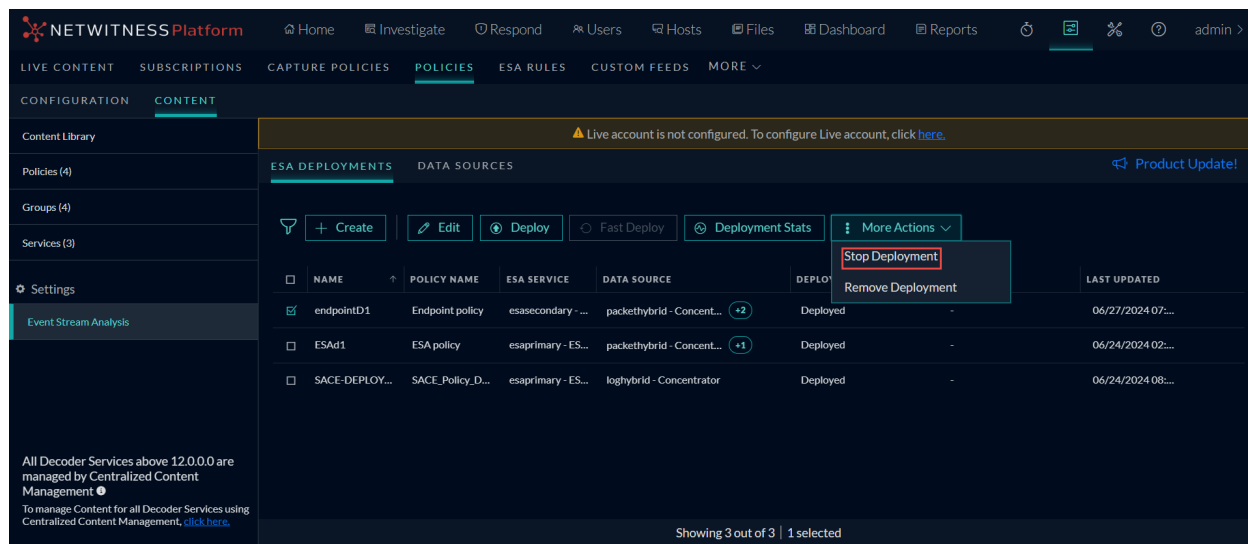 NETWITNESS Platform
Home Investigate Respond Users Hosts Files Dashboard Reports admin >
LIVE CONTENT SUBSCRIPTIONS CAPTURE POLICIES POLICIES ESA RULES CUSTOM FEEDS MORE
CONFIGURATION CONTENT
Content Library
Policies (4)
Groups (4)
Services (3)
Settings
Event Stream Analysis
All Decoder Services above 12.0.0.0 are
managed by Centralized Content
Management
To manage Content for all Decoder Services using
Centralized Content Management, click here.
Live account is not configured. To configure Live account, click here.
ESA DEPLOYMENTS DATA SOURCES Product Update!
+ Create Edit Deploy Fast Deploy Deployment Stats More Actions
Stop Deployment
Remove Deployment
NAME ↑ POLICY NAME ESA SERVICE DATA SOURCE DEPLOY LAST UPDATED
endpointD1 Endpoint policy esasecondary - ... packethybrid - Concent... +2 Deployed - 06/27/2024 07:...
ESAd1 ESA policy esaprimary - ES... packethybrid - Concent... +1 Deployed - 06/24/2024 02:...
SACE-DEPLOY... SACE_Policy_D... esaprimary - ES... loghybrid - Concentrator Deployed - 06/24/2024 08:...
Showing 3 out of 3 | 1 selected